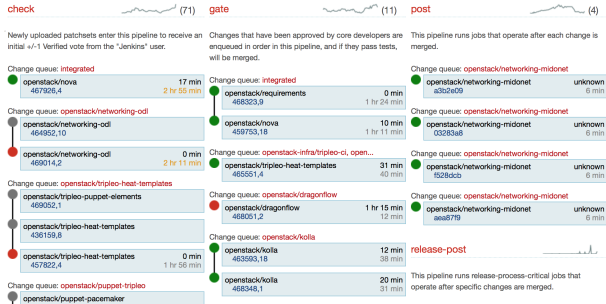 check (71)
Newly uploaded patchsets enter this pipeline to receive an
initial +/-1 Verified vote from the "Jenkins" user.
Change queue: integrated
openstack/nova 17 min
467926,4 2 hr 55 min
Change queue: openstack/networking-odl
openstack/networking-odl
464952,10
openstack/networking-odl 0 min
469014,2 2 hr 11 min
Change queue: openstack/tripleo-heat-templates
openstack/tripleo-puppet-elements
469052,1
openstack/tripleo-heat-templates
436159,8
openstack/tripleo-heat-templates 0 min
457822,4 1 hr 56 min
Change queue: openstack/puppet-tripleo
openstack/puppet-pacemaker
gate (11)
Changes that have been approved by core developers are
enqueued in order in this pipeline, and if they pass tests,
will be merged.
Change queue: integrated
openstack/requirements 0 min
468323,9 1 hr 24 min
openstack/nova 10 min
459753,18 1 hr 11 min
Change queue: openstack-infra/tripleo-ci, open...
openstack/tripleo-heat-templates 31 min
465551,4 40 min
Change queue: openstack/dragonflow
openstack/dragonflow 1 hr 15 min
468051,2 12 min
Change queue: openstack/kolla
openstack/kolla 12 min
463593,18 38 min
openstack/kolla 20 min
468348,1 31 min
post (4)
This pipeline runs jobs that operate after each change is
merged.
Change queue: openstack/networking-midonet
openstack/networking-midonet unknown
a3b2e09 6 min
Change queue: openstack/networking-midonet
openstack/networking-midonet unknown
03283a8 6 min
Change queue: openstack/networking-midonet
openstack/networking-midonet unknown
f528dcb 6 min
Change queue: openstack/networking-midonet
openstack/networking-midonet unknown
aea87f9 6 min
release-post
This pipeline runs release-process-critical jobs that
operate after specific changes are merged.